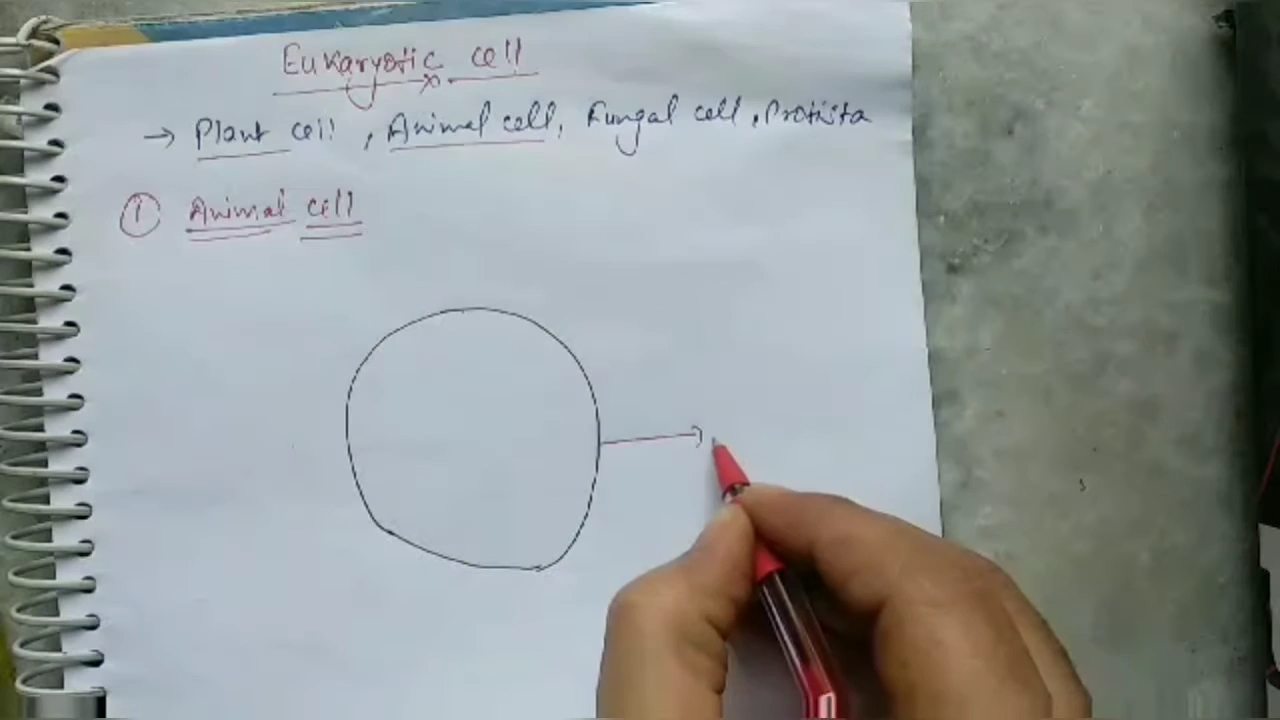 Eukaryotic cell
→ Plant cell, Animal cell, Fungal cell, Protista
① Animal cell